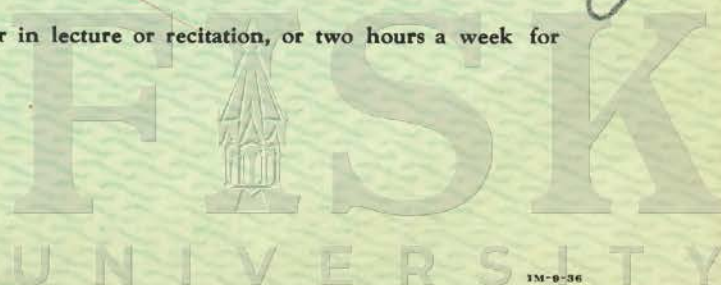 r in lecture or recitation, or two hours a week for
FISK
UNIVERSITY
1M-9-36